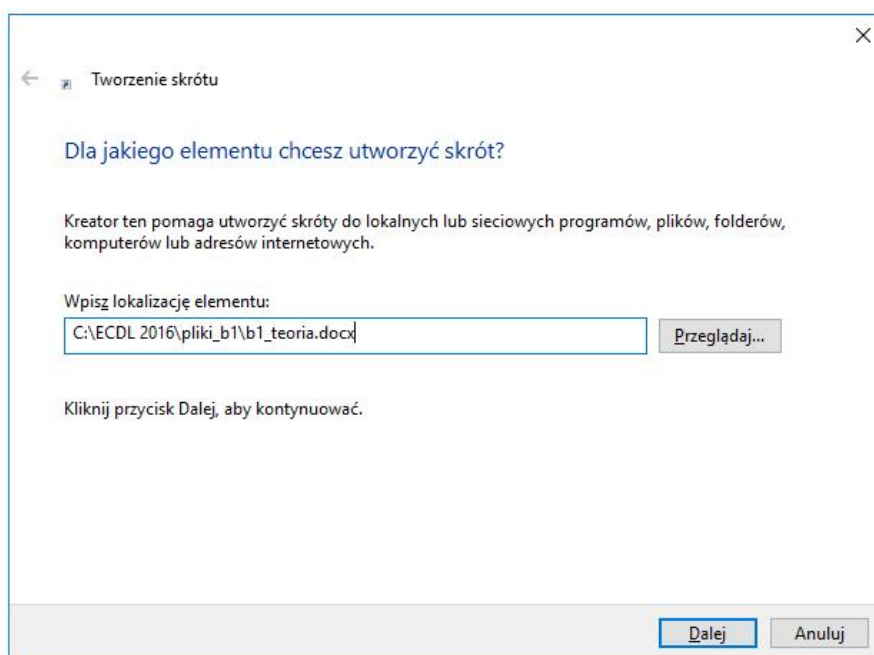 Tworzenie skrótu
Dla jakiego elementu chcesz utworzyć skrót?
Kreator ten pomaga utworzyć skróty do lokalnych lub sieciowych programów, plików, folderów,
komputerów lub adresów internetowych.
Wpisz lokalizację elementu:
C:\ECDL 2016\pliki_b1\b1_teoria.docx
Przeglądaj...
Kliknij przycisk Dalej, aby kontynuować.
Dalej Anuluj